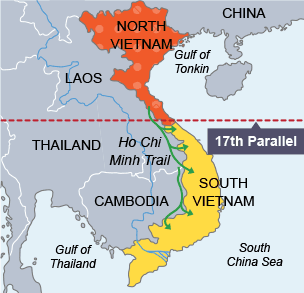 CHINA
NORTH
VIETNAM
Gulf of
Tonkin
LAOS
17th Parallel
THAILAND
Ho Chi
Minh Trail
SOUTH
VIETNAM
CAMBODIA
Gulf of
Thailand
South
China Sea